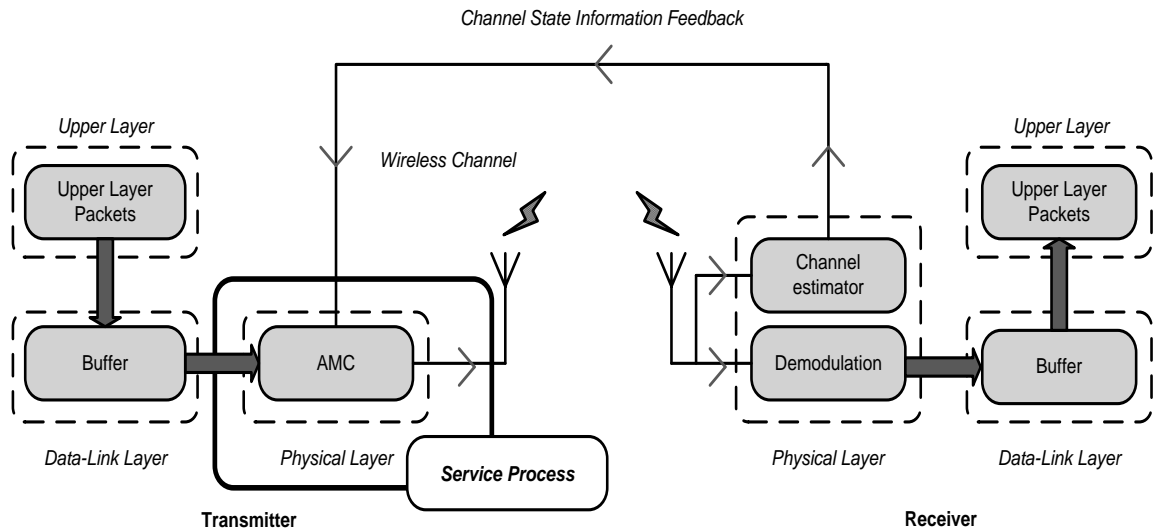 Channel State Information Feedback
Upper Layer
Upper Layer
Packets
Wireless Channel
Upper Layer
Upper Layer
Packets
Channel
estimator
Buffer
AMC
Demodulation
Buffer
Data-Link Layer
Physical Layer
Service Process
Physical Layer
Data-Link Layer
Transmitter
Receiver